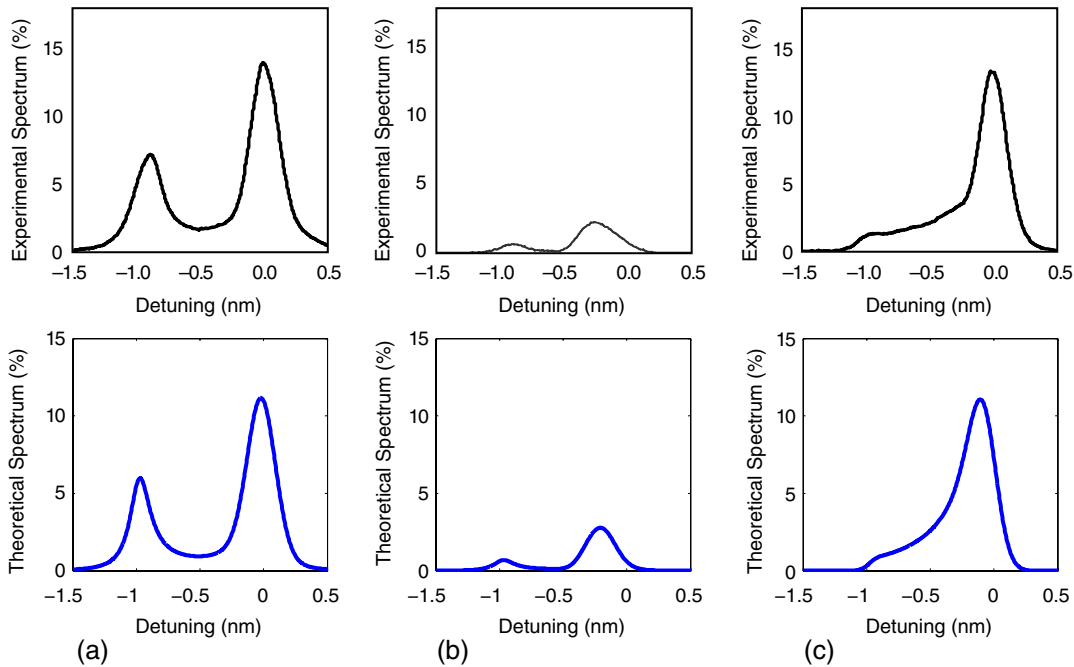 Experimental Spectrum (%)
15
10
5
0
−1.5 −1.0 −0.5 0.0 0.5
Detuning (nm)
Experimental Spectrum (%)
15
10
5
0
−1.5 −1.0 −0.5 0.0 0.5
Detuning (nm)
Experimental Spectrum (%)
15
10
5
0
−1.5 −1.0 −0.5 0.0 0.5
Detuning (nm)
Theoretical Spectrum (%)
15
10
5
0
−1.5 −1 −0.5 0 0.5
Detuning (nm)
(a)
Theoretical Spectrum (%)
15
10
5
0
−1.5 −1 −0.5 0 0.5
Detuning (nm)
(b)
Theoretical Spectrum (%)
15
10
5
0
−1.5 −1 −0.5 0 0.5
Detuning (nm)
(c)